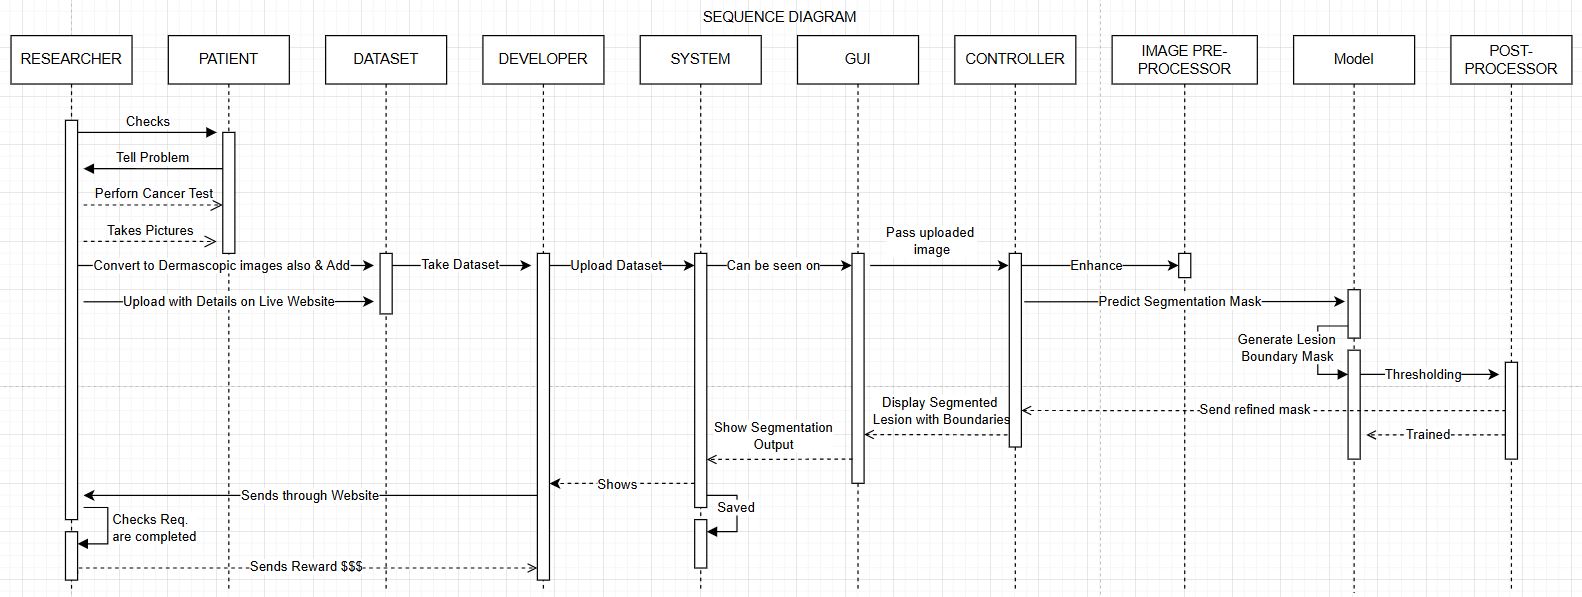 SEQUENCE DIAGRAM
RESEARCHER
PATIENT
DATASET
DEVELOPER
SYSTEM
GUI
CONTROLLER
IMAGE PRE-
PROCESSOR
Model
POST-
PROCESSOR
Checks
Tell Problem
Perforn Cancer Test
Takes Pictures
Pass uploaded
image
Convert to Dermascopic images also & Add
Take Dataset
Upload Dataset
Can be seen on
Enhance
Upload with Details on Live Website
Predict Segmentation Mask
Generate Lesion
Boundary Mask
Thresholding
Display Segmented
Lesion with Boundaries
Send refined mask
Show Segmentation
Output
Trained
Shows
Sends through Website
Saved
Checks Req.
are completed
Sends Reward $$$